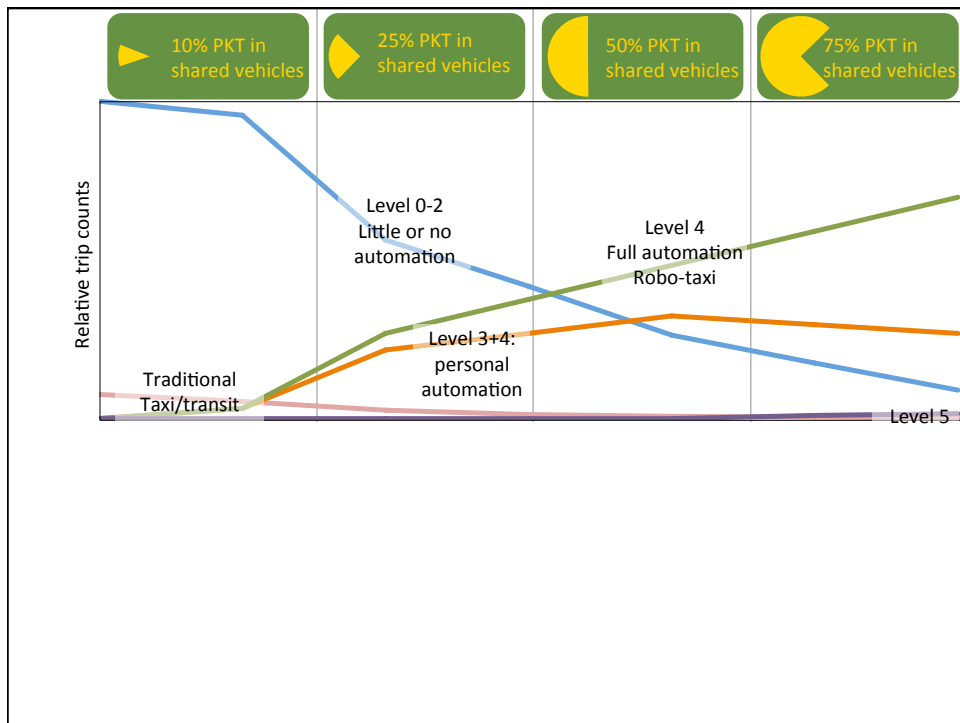 10% PKT in
shared vehicles
25% PKT in
shared vehicles
50% PKT in
shared vehicles
75% PKT in
shared vehicles
Relative trip counts
Level 0-2
Little or no
automation
Level 4
Full automation
Robo-taxi
Level 3+4:
personal
automation
Traditional
Taxi/transit
Level 5